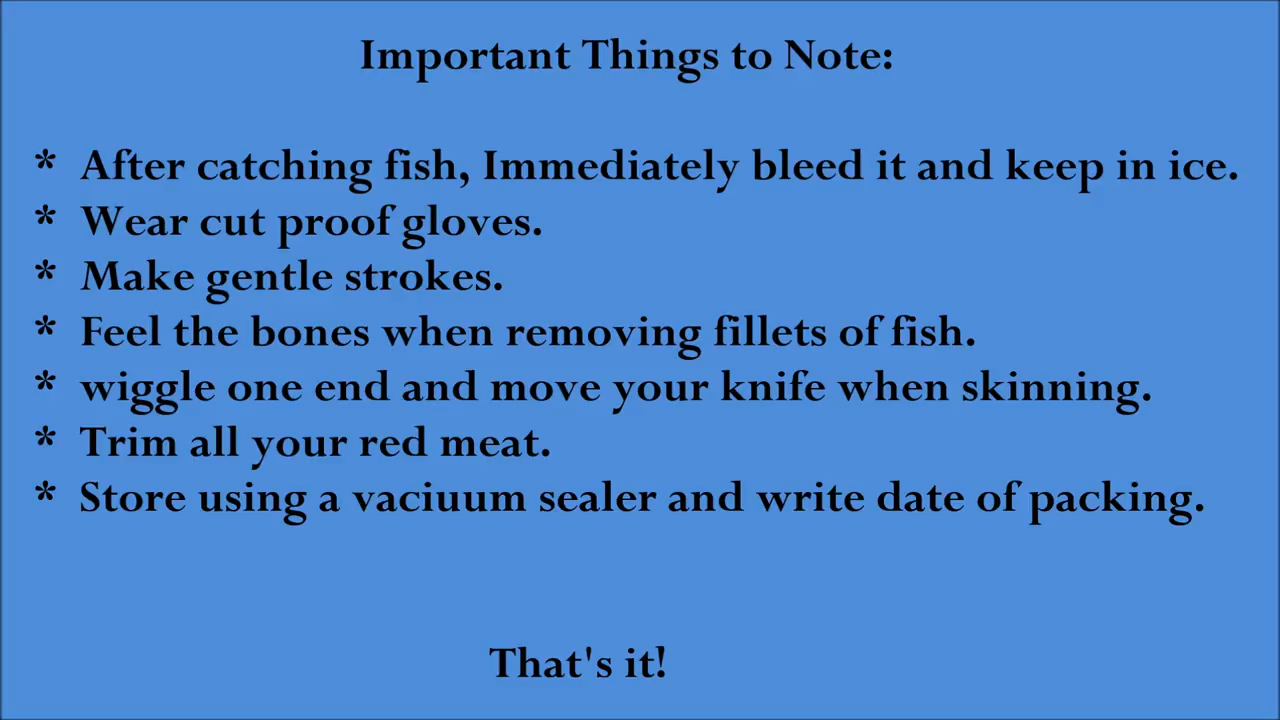 Important Things to Note:
* After catching fish, Immediately bleed it and keep in ice.
* Wear cut proof gloves.
* Make gentle strokes.
* Feel the bones when removing fillets of fish.
* wiggle one end and move your knife when skinning.
* Trim all your red meat.
* Store using a vaciuum sealer and write date of packing.
That's it!